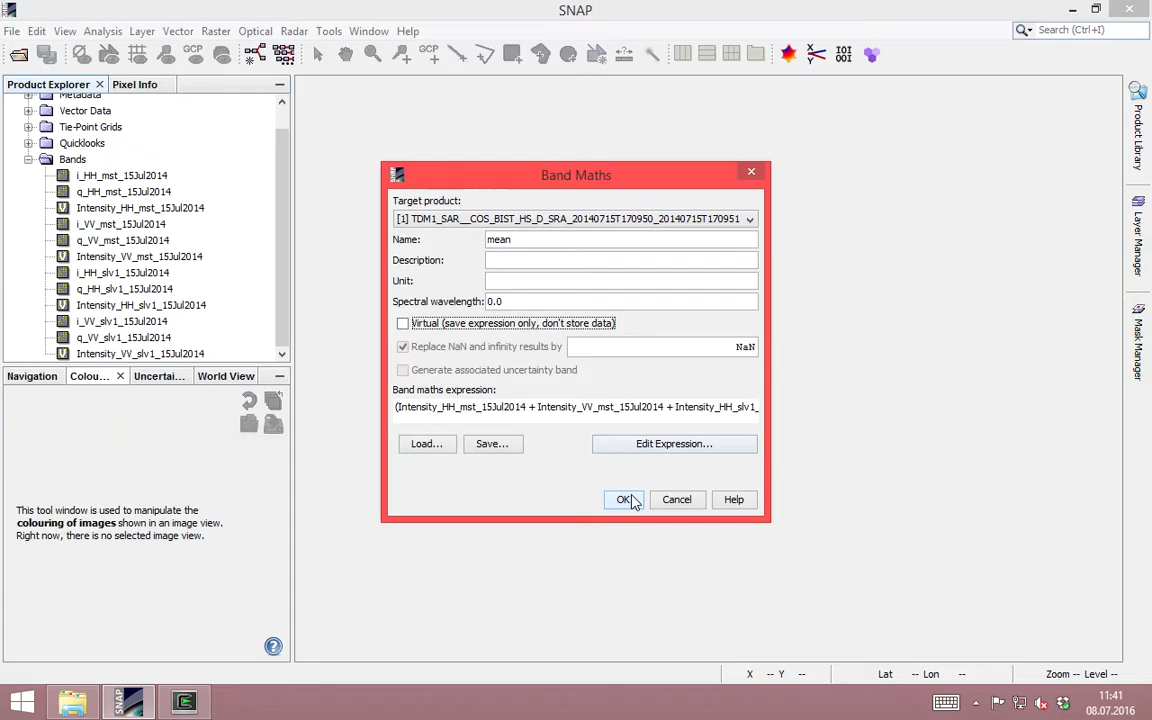 SNAP
File Edit View Analysis Layer Vector Raster Optical Radar Tools Window Help
Search (Ctrl+I)
GCP
GCP
Product Explorer
Pixel Info
Metadata
Vector Data
Tie-Point Grids
Quicklooks
Bands
i_HH_mst_15Jul2014
q_HH_mst_15Jul2014
Intensity_HH_mst_15Jul2014
i_VV_mst_15Jul2014
q_VV_mst_15Jul2014
Intensity_VV_mst_15Jul2014
i_HH_slv1_15Jul2014
q_HH_slv1_15Jul2014
Intensity_HH_slv1_15Jul2014
i_VV_slv1_15Jul2014
q_VV_slv1_15Jul2014
Intensity_VV_slv1_15Jul2014
Navigation
Colou...
Uncertai...
World View
This tool window is used to manipulate the
colouring of images shown in an image view.
Right now, there is no selected image view.
Band Maths
Target product:
[1] TDM1_SAR__COS_BIST_HS_D_SRA_20140715T170950_20140715T170951
Name: mean
Description:
Unit:
Spectral wavelength: 0.0
Virtual (save expression only, don't store data)
Replace NaN and infinity results by NaN
Generate associated uncertainty band
Band maths expression:
(Intensity_HH_mst_15Jul2014 + Intensity_VV_mst_15Jul2014 + Intensity_HH_slv1_
Load...
Save...
Edit Expression...
OK
Cancel
Help
Product Library
Layer Manager
Mask Manager
X -- Y --
Lat -- Lon --
Zoom -- Level --
SNAP
11:41
08.07.2016